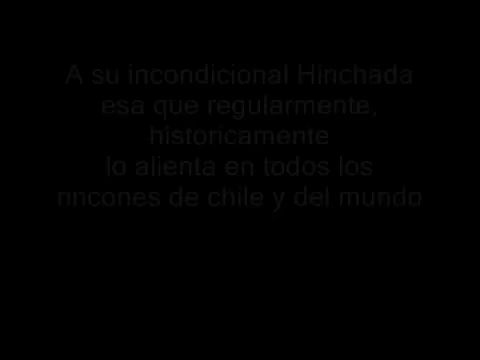 A su incondicional Hinchada
esa que regularmente,
historicamente
lo alienta en todos los
rincones de chile y del mundo